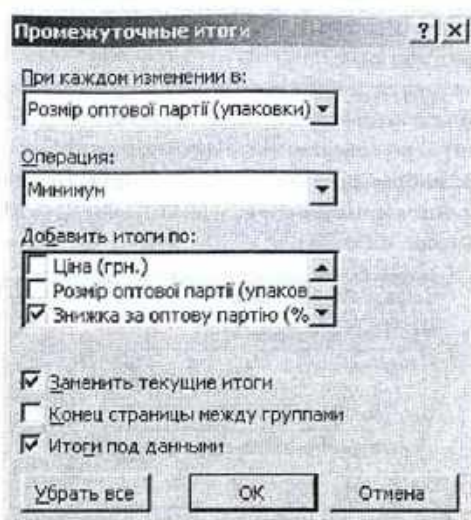 Промежуточные итоги
При каждом изменении в:
Розмір оптової партії (упаковки)
Операция:
Минимум
Добавить итоги по:
Ціна (грн.)
Розмір оптової партії (упаков
Знижка за оптову партію (%
Заменить текущие итоги
Конец страницы между группами
Итоги под данными
Убрать все
ОК
Отмена